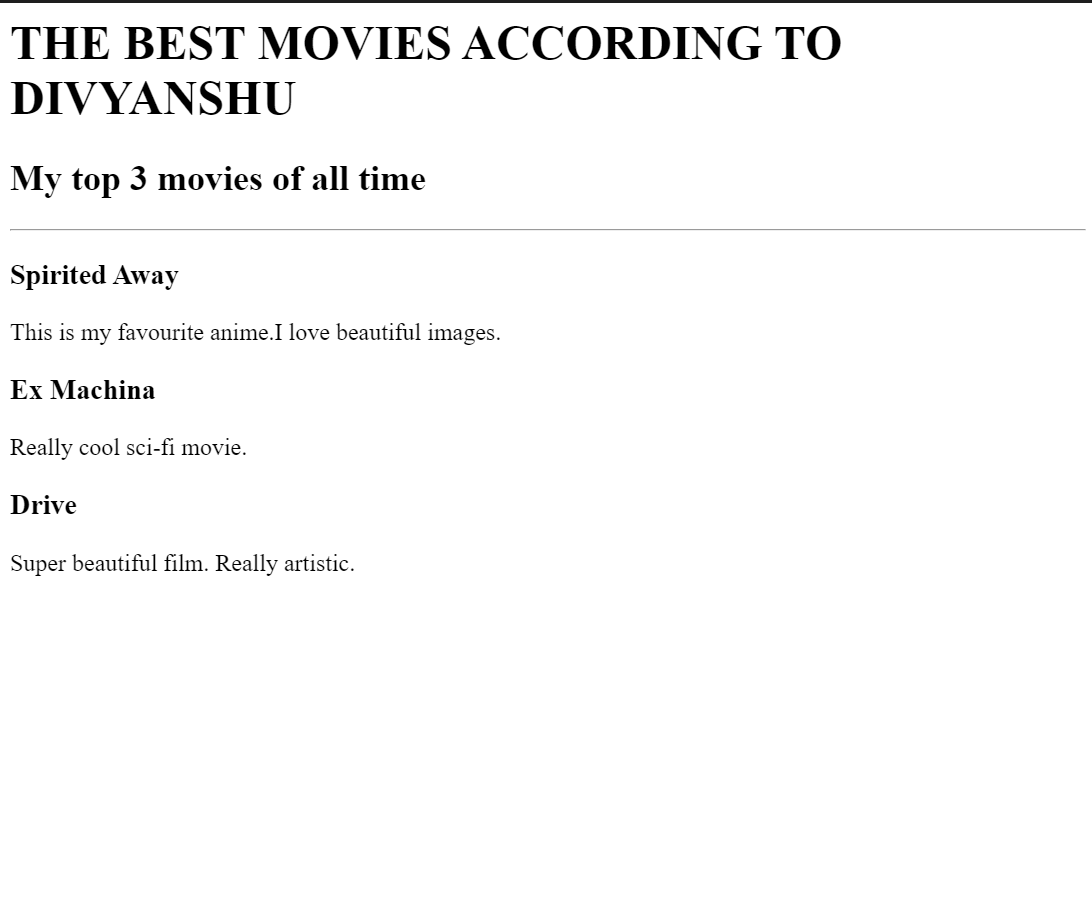 THE BEST MOVIES ACCORDING TO
DIVYANSHU
My top 3 movies of all time
Spirited Away
This is my favourite anime.I love beautiful images.
Ex Machina
Really cool sci-fi movie.
Drive
Super beautiful film. Really artistic.